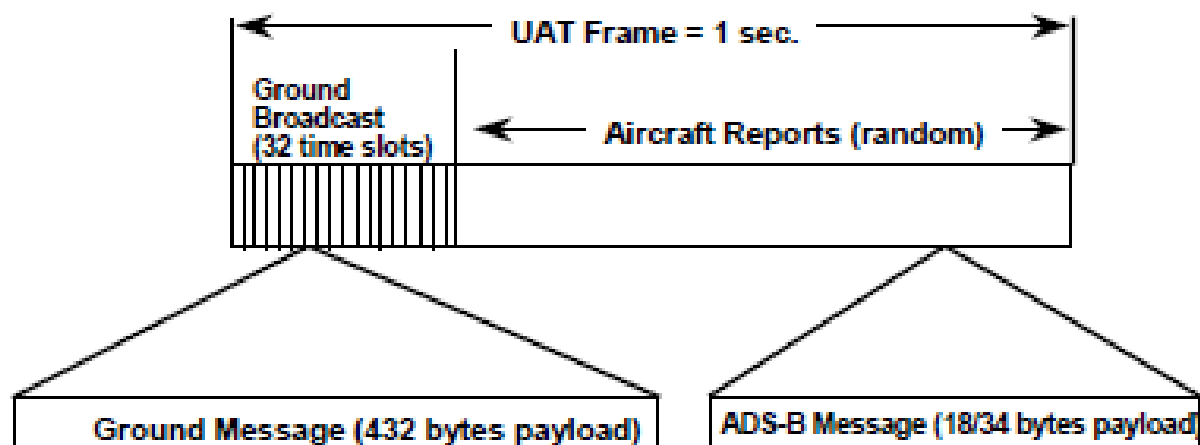 UAT Frame = 1 sec.
Ground
Broadcast
(32 time slots)
Aircraft Reports (random)
Ground Message (432 bytes payload)
ADS-B Message (18/34 bytes payload)